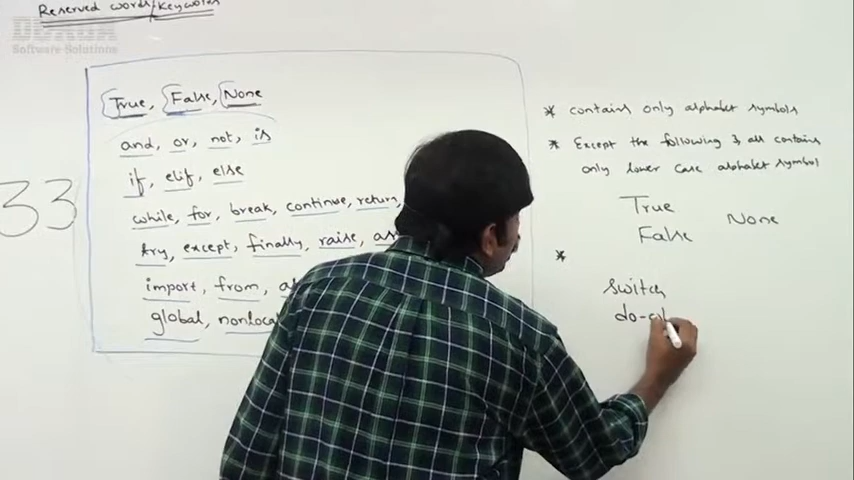 Reserved words/Keywords
DURGA
Software Solutions
33
True, False, None
and, or, not, is
if, elif, else
while, for, break, continue, return,
try, except, finally, raise,
import, from,
global,
* contains only alphabet symbols
* Except the following 3, all contains
only lower case alphabet symbol
True
False None
*
switch